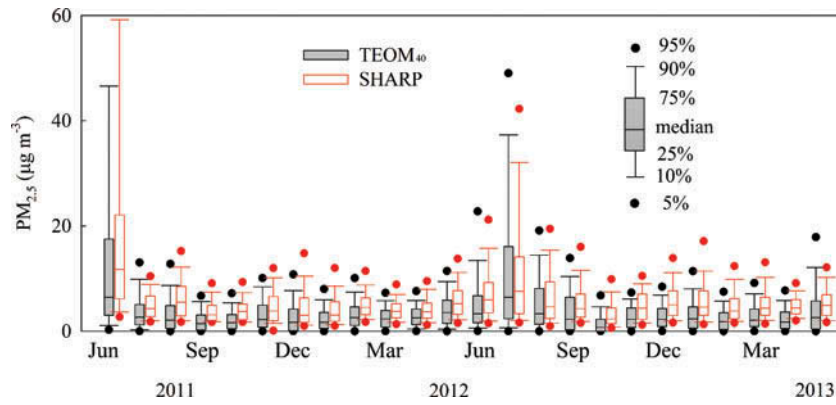 60
40
20
0
PM2.5 (µg m-3)
TEOM40
SHARP
95%
90%
75%
median
25%
10%
5%
Jun Sep Dec Mar Jun Sep Dec Mar
2011 2012 2013